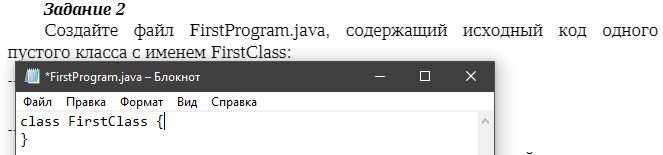 Задание 2
Создайте файл FirstProgram.java, содержащий исходный код одного
пустого класса с именем FirstClass:
*FirstProgram.java – Блокнот
Файл Правка Формат Вид Справка
class FirstClass {
}